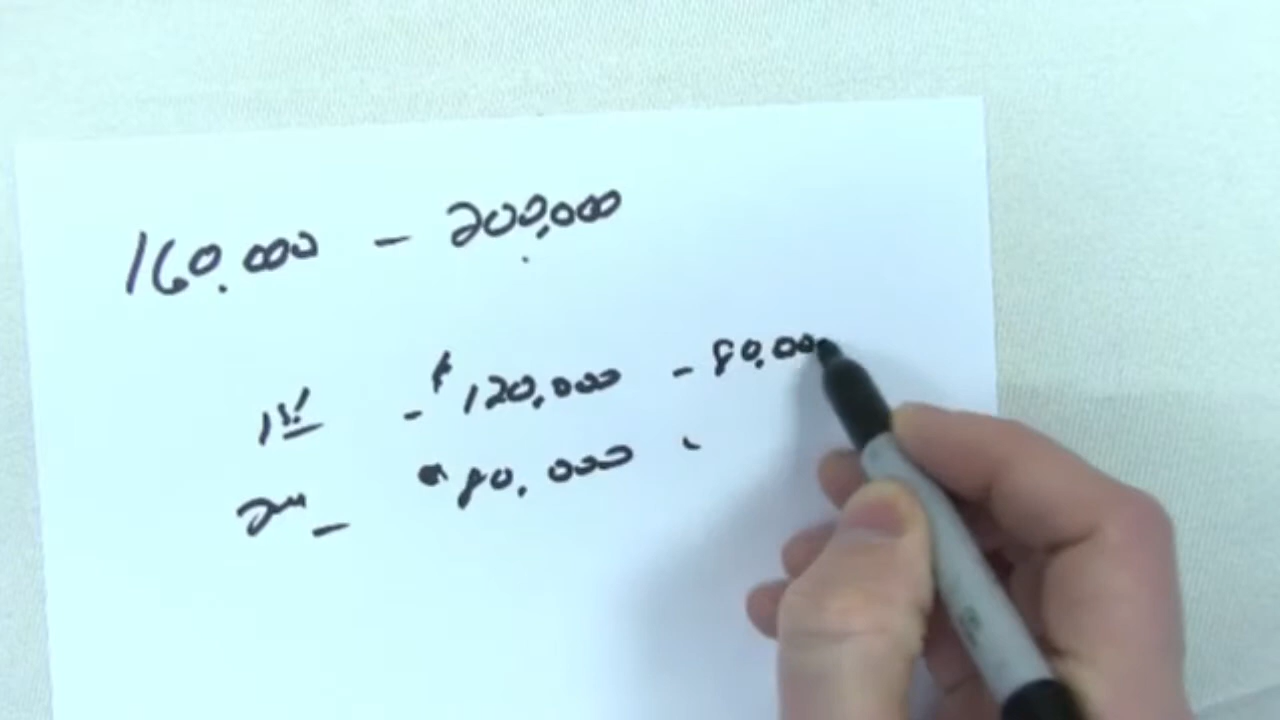 160,000 - 200,000
1st - $120,000 - 80,000
2nd - 80,000